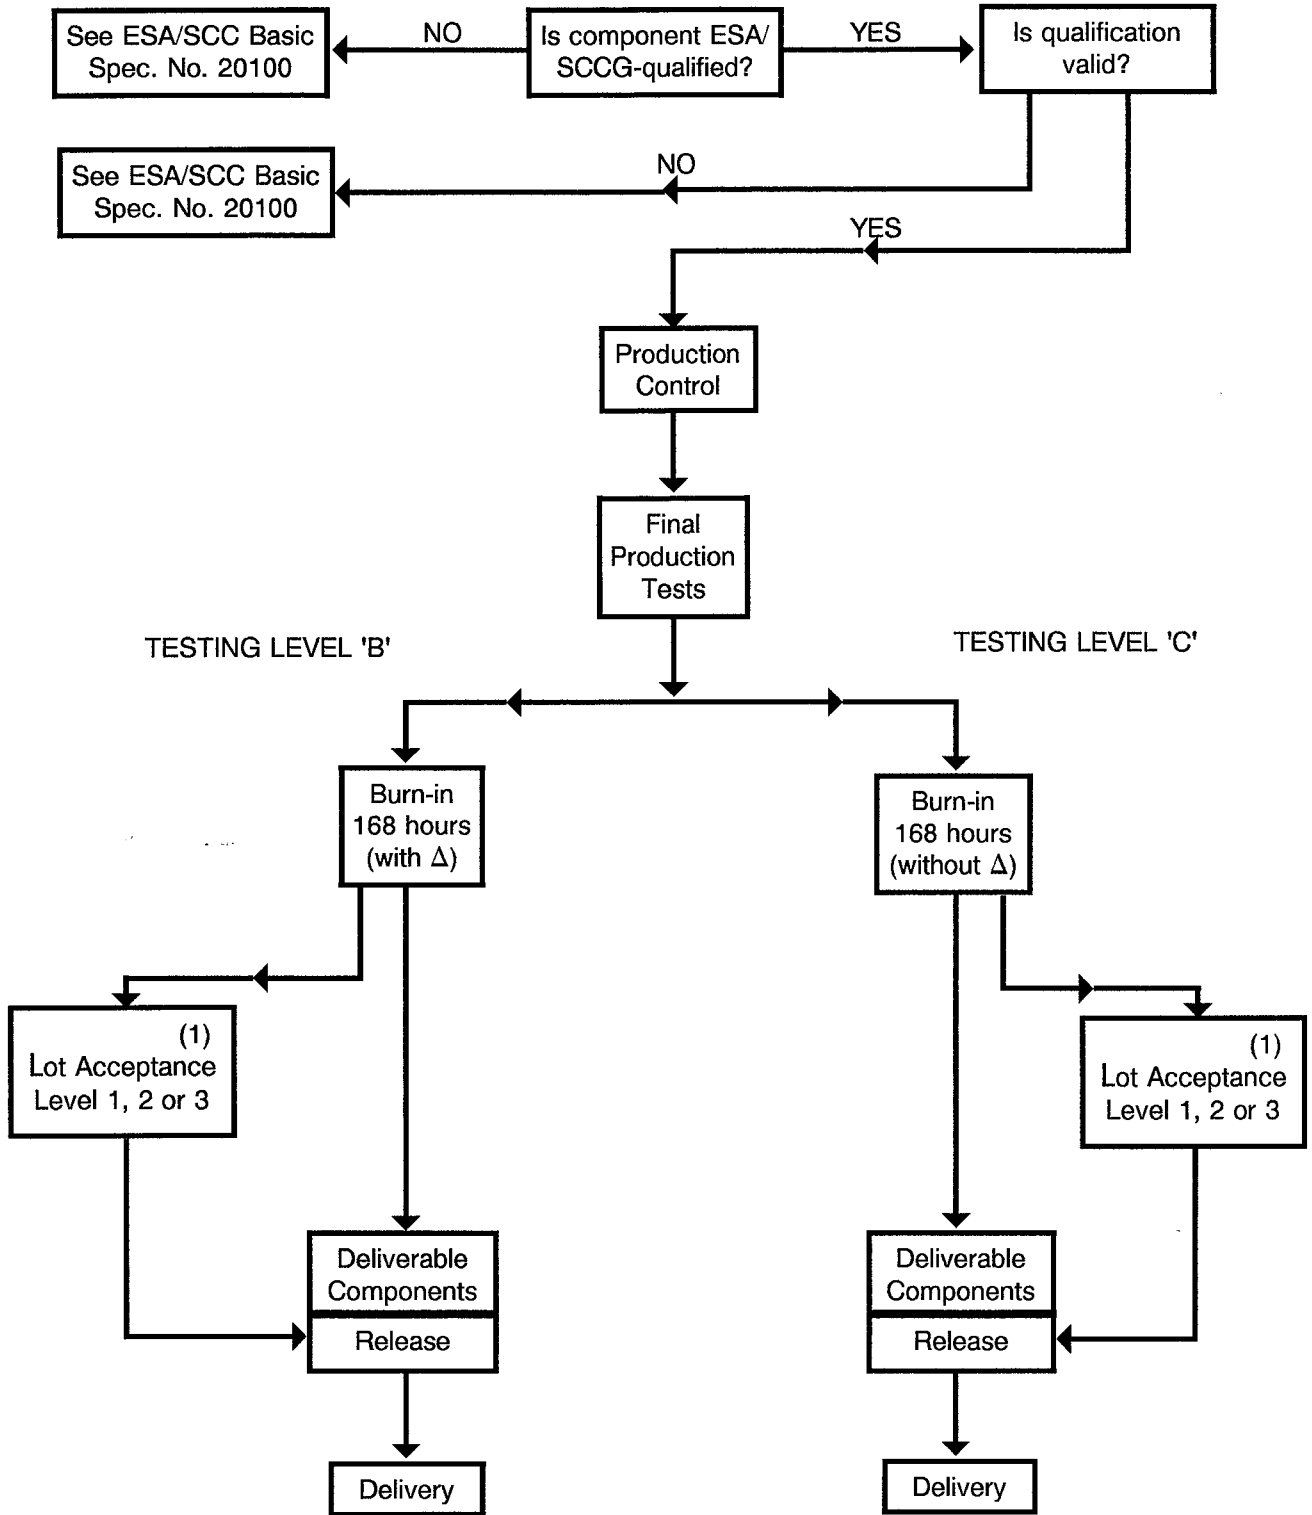 See ESA/SCC Basic
Spec. No. 20100
NO
Is component ESA/
SCCG-qualified?
YES
Is qualification
valid?
See ESA/SCC Basic
Spec. No. 20100
NO
YES
Production
Control
Final
Production
Tests
TESTING LEVEL 'B'
TESTING LEVEL 'C'
Burn-in
168 hours
(with Δ)
Burn-in
168 hours
(without Δ)
(1)
Lot Acceptance
Level 1, 2 or 3
(1)
Lot Acceptance
Level 1, 2 or 3
Deliverable
Components
Release
Deliverable
Components
Release
Delivery
Delivery